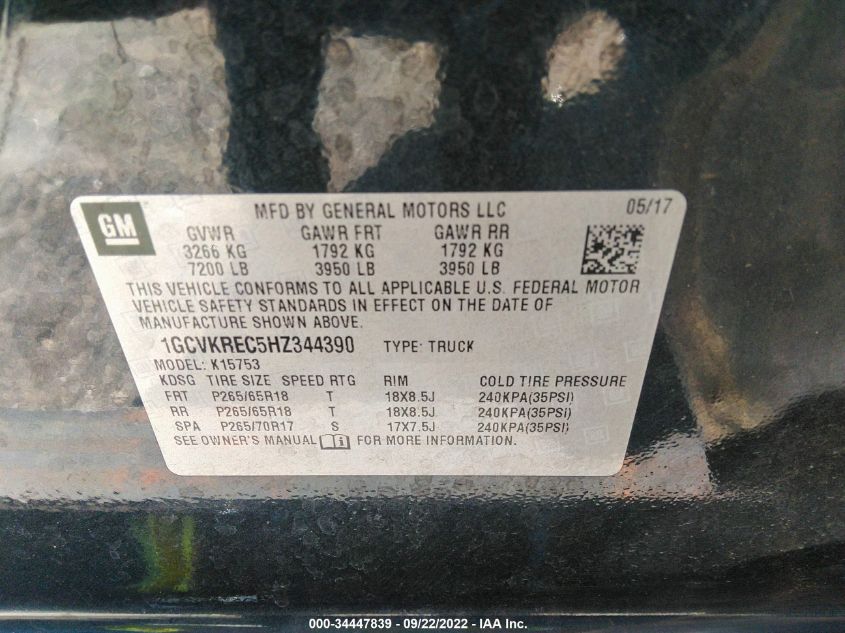 GM
MFD BY GENERAL MOTORS LLC 05/17
GVWR GAWR FRT GAWR RR
3266 KG 1792 KG 1792 KG
7200 LB 3950 LB 3950 LB
THIS VEHICLE CONFORMS TO ALL APPLICABLE U.S. FEDERAL MOTOR
VEHICLE SAFETY STANDARDS IN EFFECT ON THE DATE OF
MANUFACTURE SHOWN ABOVE.
1GCVKREC5HZ344390 TYPE: TRUCK
MODEL: K15753
KDSG TIRE SIZE SPEED RTG RIM COLD TIRE PRESSURE
FRT P265/65R18 T 18X8.5J 240KPA(35PSI)
RR P265/65R18 T 18X8.5J 240KPA(35PSI)
SPA P265/70R17 S 17X7.5J 240KPA(35PSI)
SEE OWNER'S MANUAL FOR MORE INFORMATION.
000-34447839 - 09/22/2022 - IAA Inc.